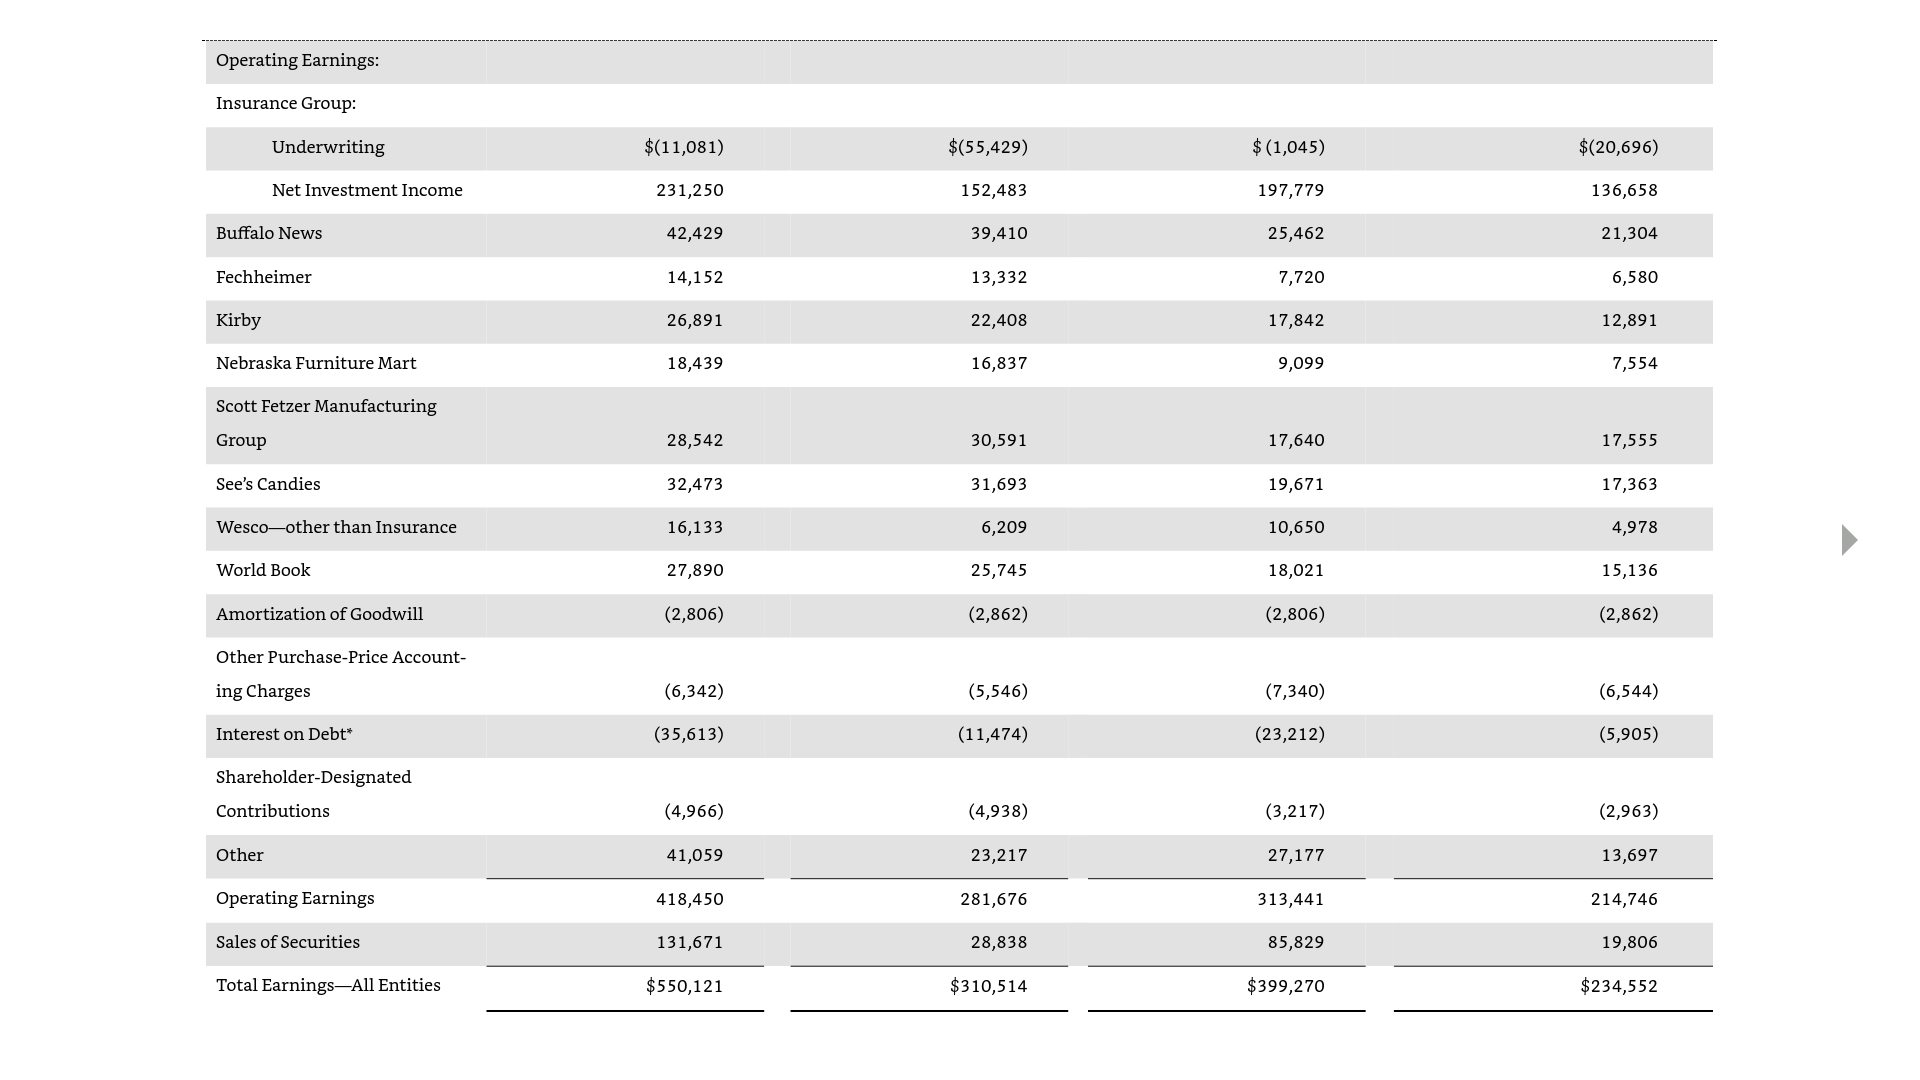 Operating Earnings:
Insurance Group:
Underwriting $(11,081) $(55,429) $ (1,045) $(20,696)
Net Investment Income 231,250 152,483 197,779 136,658
Buffalo News 42,429 39,410 25,462 21,304
Fechheimer 14,152 13,332 7,720 6,580
Kirby 26,891 22,408 17,842 12,891
Nebraska Furniture Mart 18,439 16,837 9,099 7,554
Scott Fetzer Manufacturing
Group 28,542 30,591 17,640 17,555
See’s Candies 32,473 31,693 19,671 17,363
Wesco—other than Insurance 16,133 6,209 10,650 4,978
World Book 27,890 25,745 18,021 15,136
Amortization of Goodwill (2,806) (2,862) (2,806) (2,862)
Other Purchase-Price Account-
ing Charges (6,342) (5,546) (7,340) (6,544)
Interest on Debt* (35,613) (11,474) (23,212) (5,905)
Shareholder-Designated
Contributions (4,966) (4,938) (3,217) (2,963)
Other 41,059 23,217 27,177 13,697
Operating Earnings 418,450 281,676 313,441 214,746
Sales of Securities 131,671 28,838 85,829 19,806
Total Earnings—All Entities $550,121 $310,514 $399,270 $234,552